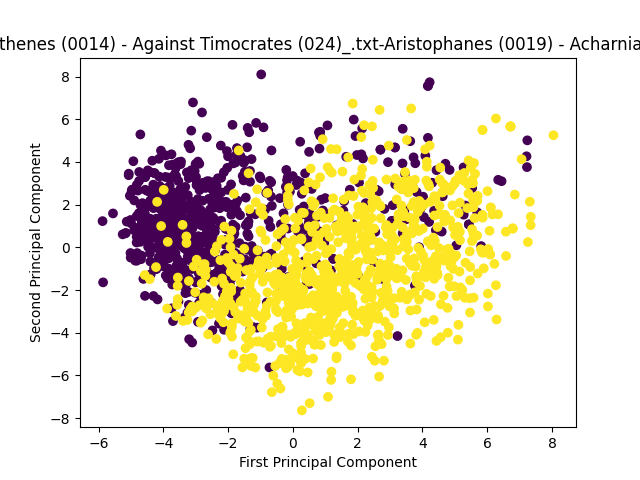 thenes (0014) - Against Timocrates (024)_.txt-Aristophanes (0019) - Acharnia
8
6
4
2
0
−2
−4
−6
−8
Second Principal Component
−6 −4 −2 0 2 4 6 8
First Principal Component